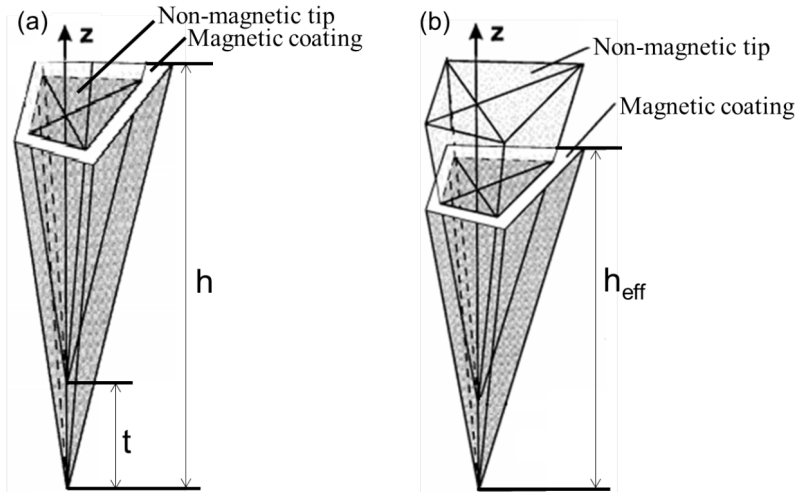 (a)
z
Non-magnetic tip
Magnetic coating
h
t
(b)
z
Non-magnetic tip
Magnetic coating
heff